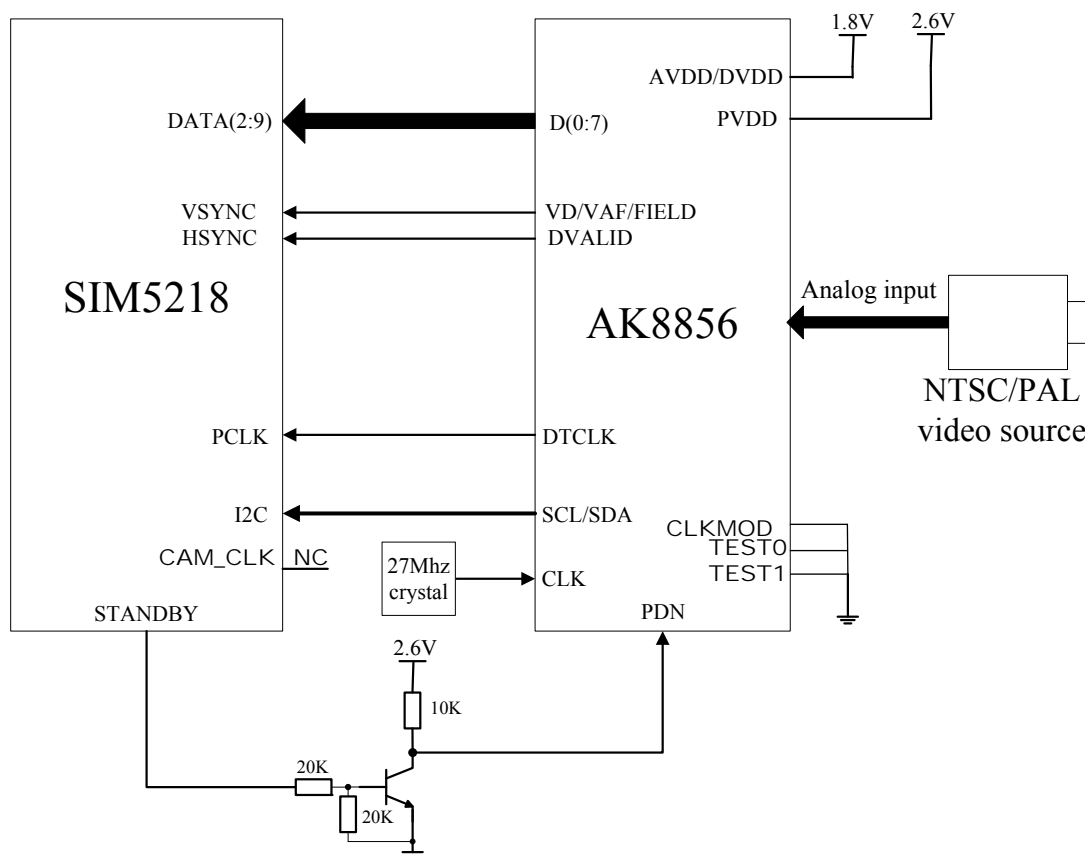 1.8V
2.6V
AVDD/DVDD
PVDD
DATA(2:9)
D(0:7)
VSYNC
VD/VAF/FIELD
HSYNC
DVALID
SIM5218
AK8856
Analog input
NTSC/PAL
video source
PCLK
DTCLK
I2C
SCL/SDA
CAM_CLK
NC
27Mhz
crystal
CLK
CLKMOD
TEST0
TEST1
STANDBY
PDN
2.6V
10K
20K
20K